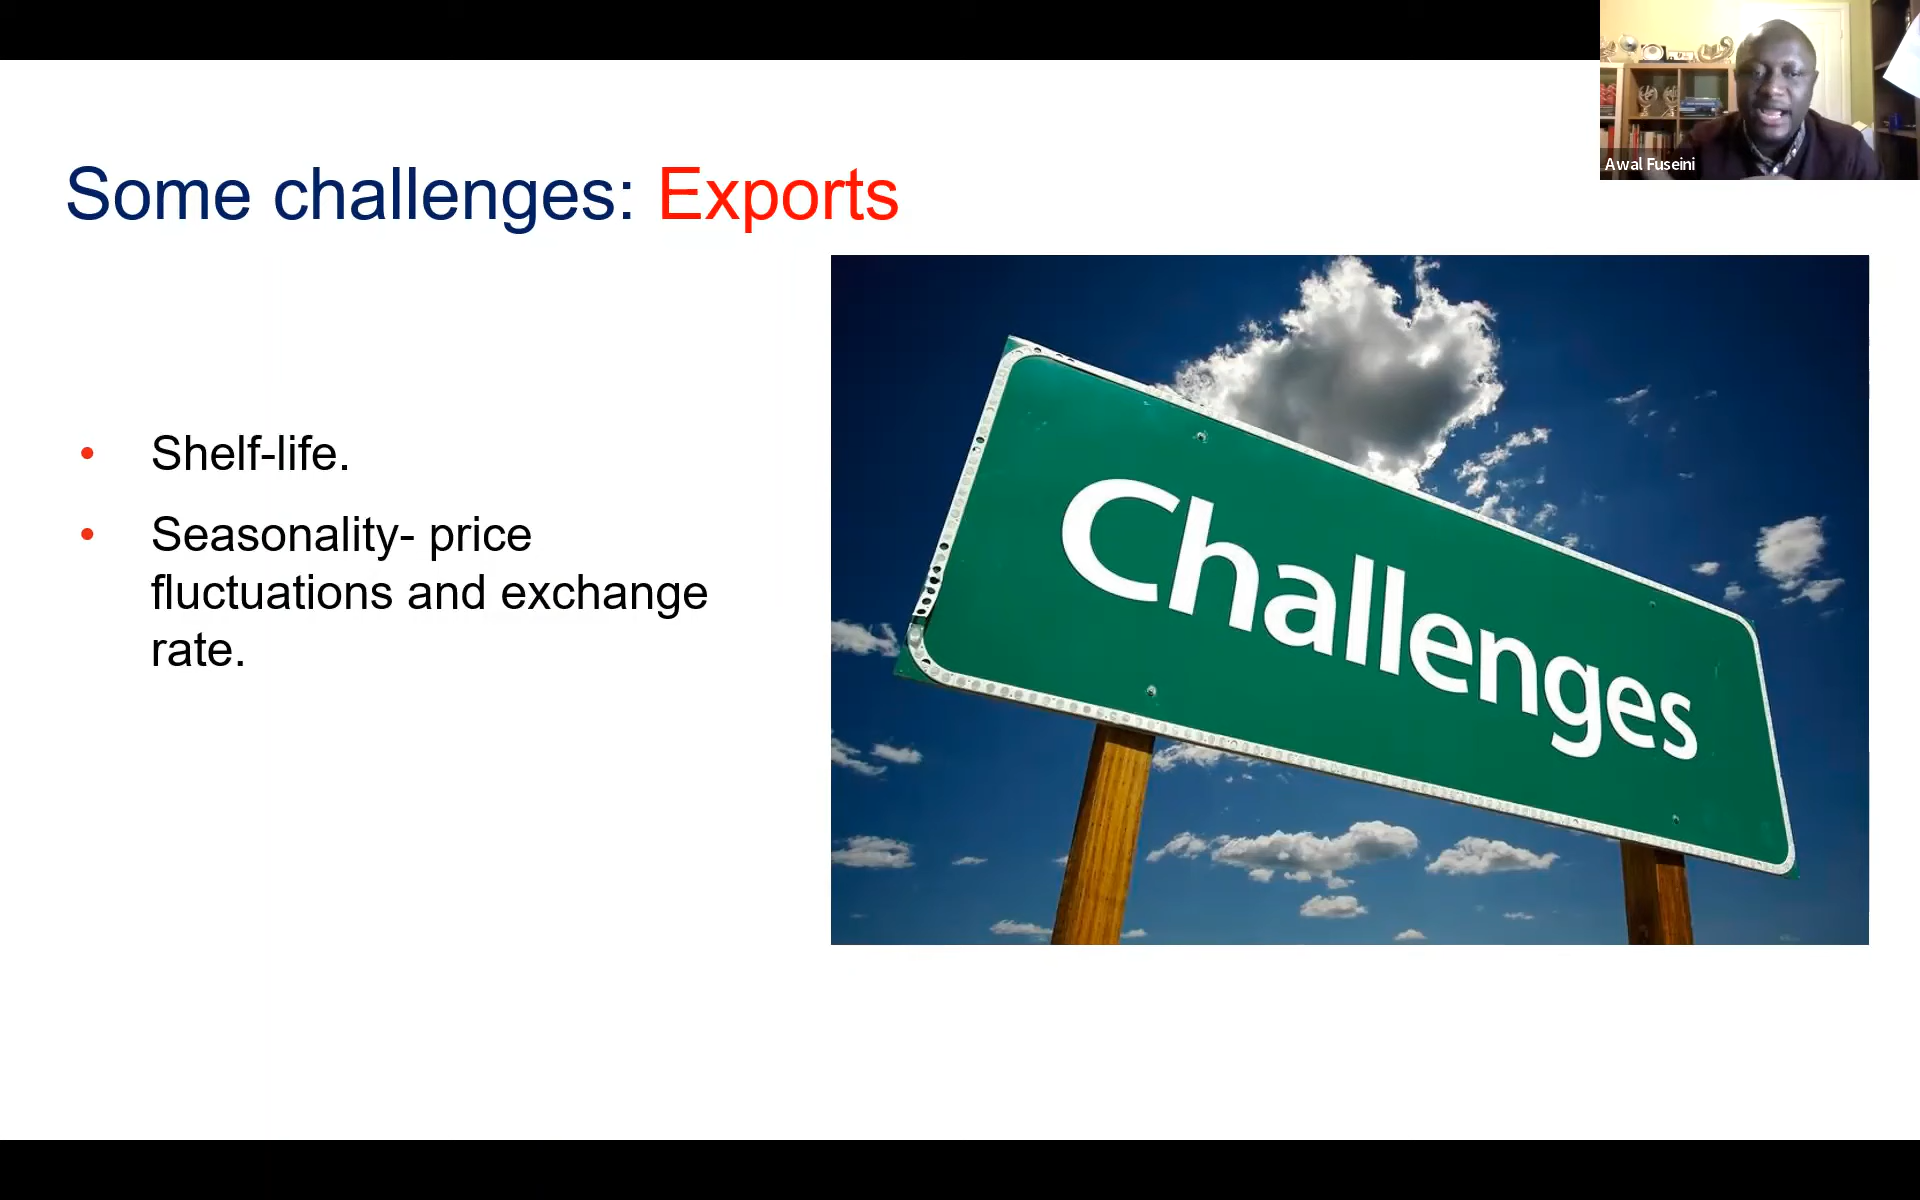 Awal Fuseini
Some challenges: Exports
• Shelf-life.
• Seasonality- price
fluctuations and exchange
rate.
Challenges